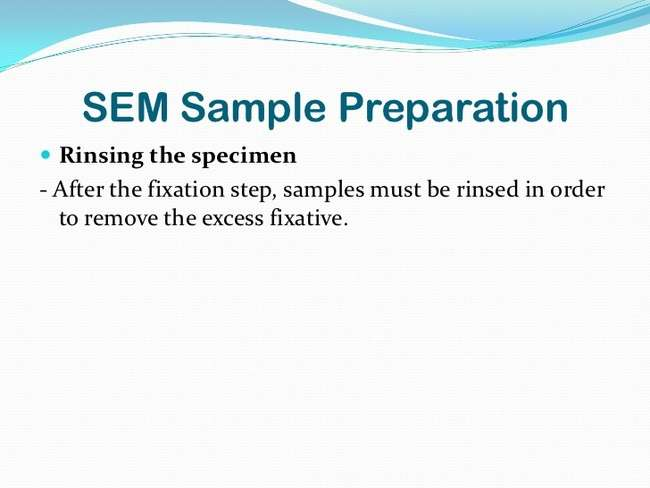 SEM Sample Preparation
• Rinsing the specimen
- After the fixation step, samples must be rinsed in order
to remove the excess fixative.